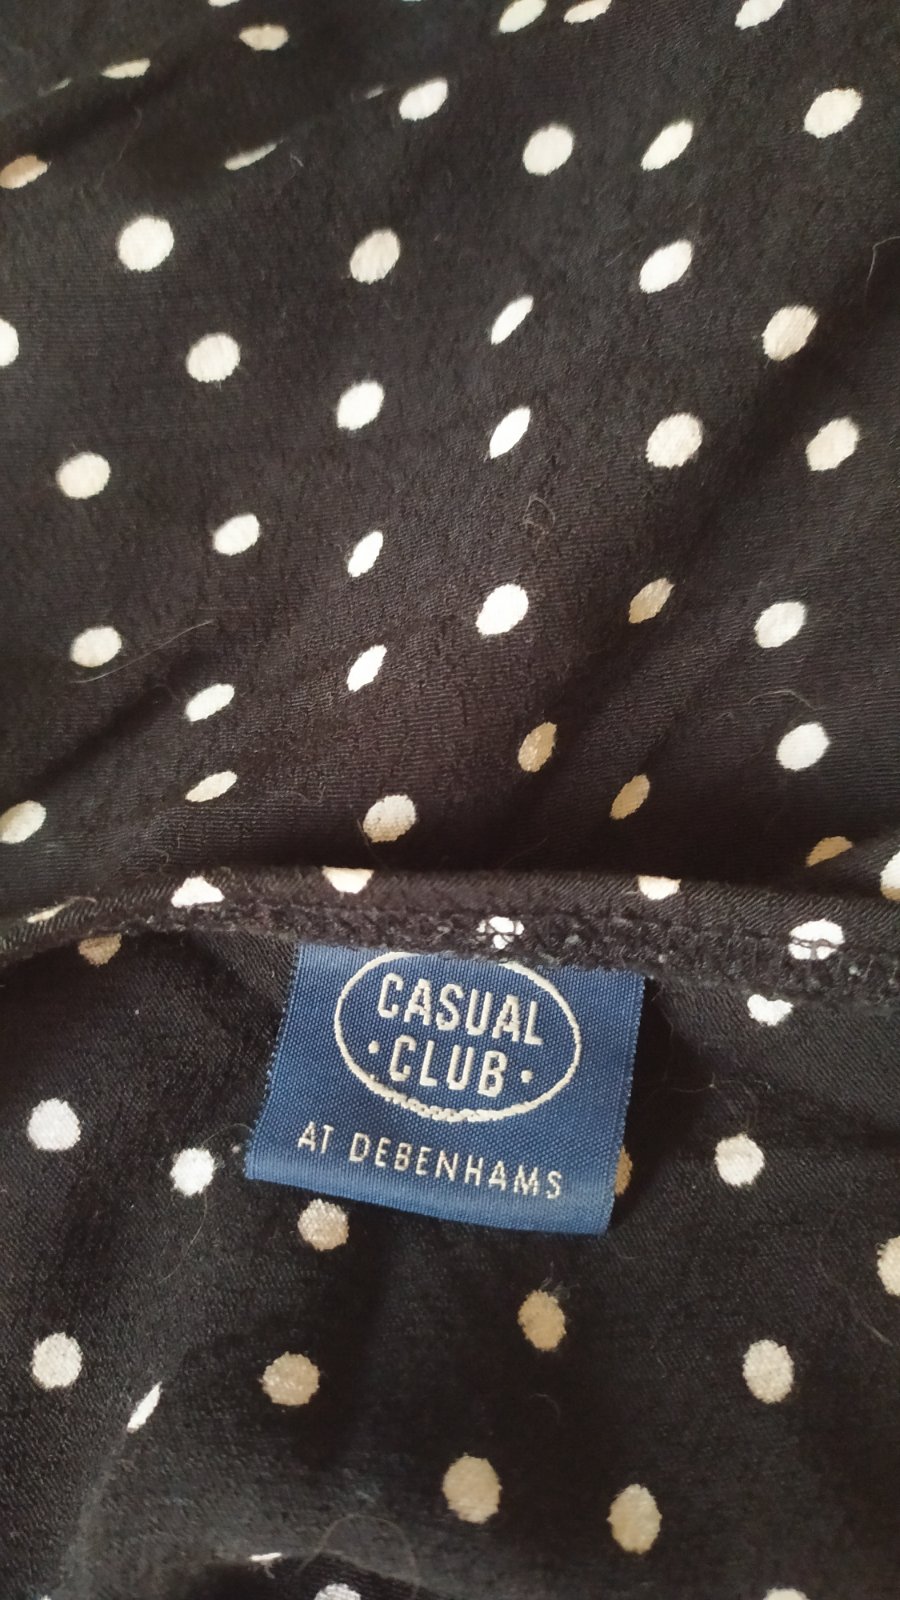 CASUAL
· CLUB ·
AT DEBENHAMS